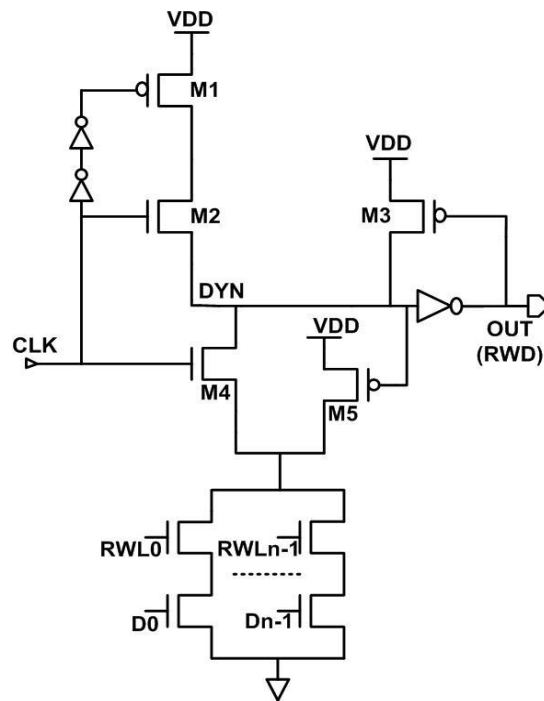 VDD
M1
VDD
M2
M3
DYN
VDD
OUT
(RWD)
CLK
M4
M5
RWL0
RWLn-1
D0
Dn-1